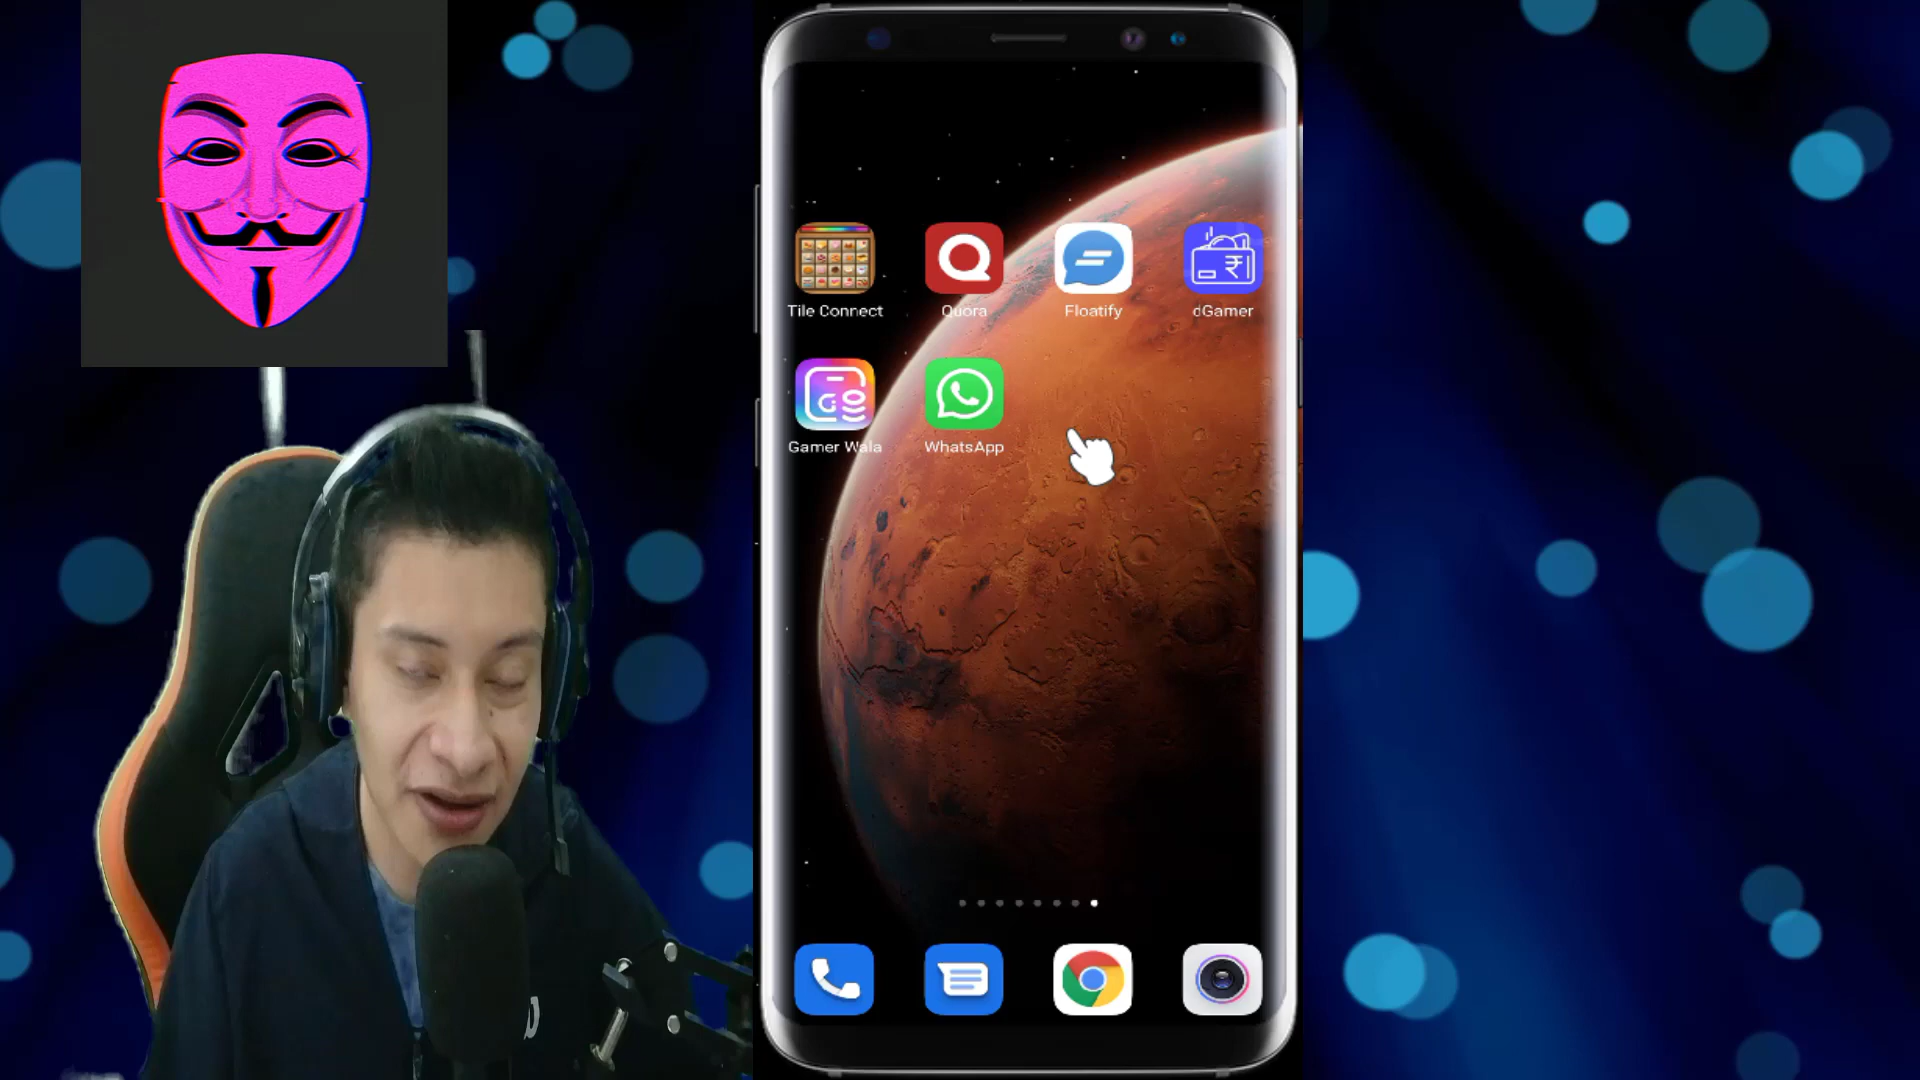 Tile Connect
Quora
Floatify
dGamer
Gamer Wala
WhatsApp